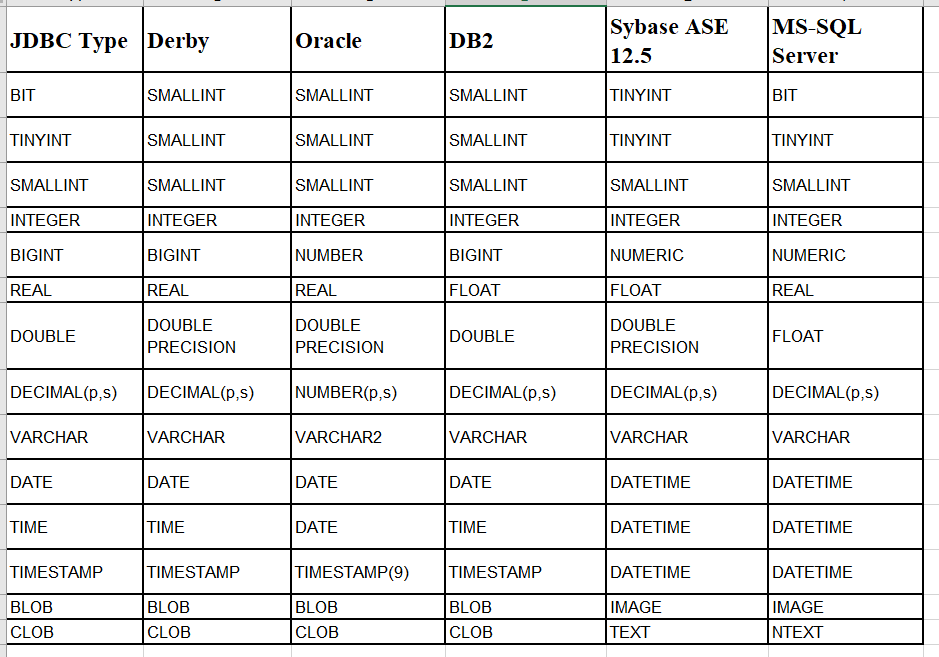 JDBC Type Derby Oracle DB2 Sybase ASE 12.5 MS-SQL Server
BIT SMALLINT SMALLINT SMALLINT TINYINT BIT
TINYINT SMALLINT SMALLINT SMALLINT TINYINT TINYINT
SMALLINT SMALLINT SMALLINT SMALLINT SMALLINT SMALLINT
INTEGER INTEGER INTEGER INTEGER INTEGER INTEGER
BIGINT BIGINT NUMBER BIGINT NUMERIC NUMERIC
REAL REAL REAL FLOAT FLOAT REAL
DOUBLE DOUBLE PRECISION DOUBLE PRECISION DOUBLE DOUBLE PRECISION FLOAT
DECIMAL(p,s) DECIMAL(p,s) NUMBER(p,s) DECIMAL(p,s) DECIMAL(p,s) DECIMAL(p,s)
VARCHAR VARCHAR VARCHAR2 VARCHAR VARCHAR VARCHAR
DATE DATE DATE DATE DATETIME DATETIME
TIME TIME DATE TIME DATETIME DATETIME
TIMESTAMP TIMESTAMP TIMESTAMP(9) TIMESTAMP DATETIME DATETIME
BLOB BLOB BLOB BLOB IMAGE IMAGE
CLOB CLOB CLOB CLOB TEXT NTEXT